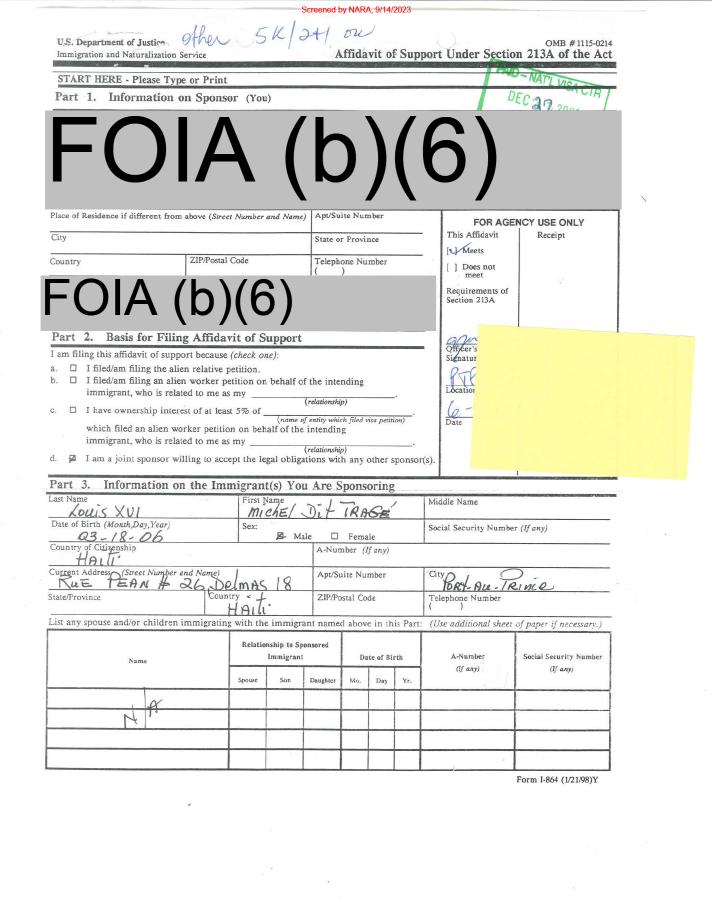 Screened by NARA, 9/14/2023
other 5K/2H ok
U.S. Department of Justice
Immigration and Naturalization Service
OMB # 1115-0214
Affidavit of Support Under Section 213A of the Act
START HERE - Please Type or Print
PAID - NAT'L VISA CTR
DEC 27
Part 1. Information on Sponsor (You)
FOIA (b)(6)
Place of Residence if different from above (Street Number and Name)
Apt/Suite Number
FOR AGENCY USE ONLY
City
State or Province
This Affidavit
Receipt
[✓] Meets
Country
ZIP/Postal Code
Telephone Number
( )
[ ] Does not
meet
FOIA (b)(6)
Requirements of
Section 213A
Part 2. Basis for Filing Affidavit of Support
I am filing this affidavit of support because (check one):
a. ☐ I filed/am filing the alien relative petition.
b. ☐ I filed/am filing an alien worker petition on behalf of the intending
immigrant, who is related to me as my ____________.
(relationship)
c. ☐ I have ownership interest of at least 5% of ____________.
(name of entity which filed visa petition)
which filed an alien worker petition on behalf of the intending
immigrant, who is related to me as my ____________.
(relationship)
d. ☒ I am a joint sponsor willing to accept the legal obligations with any other sponsor(s).
Officer's
Signatur
Location
6-
Date
Part 3. Information on the Immigrant(s) You Are Sponsoring
Last Name
Louis XVI
First Name
Michel Dit TRAGE
Middle Name
Date of Birth (Month,Day,Year)
03-18-06
Sex:
☒ Male ☐ Female
Social Security Number (If any)
Country of Citizenship
HAITI
A-Number (If any)
Current Address (Street Number and Name)
RUE PEAN # 26 Delmas 18
Apt/Suite Number
City
Port-Au-Prince
State/Province
Country
HAITI
ZIP/Postal Code
Telephone Number
( )
List any spouse and/or children immigrating with the immigrant named above in this Part: (Use additional sheet of paper if necessary.)
Name
Relationship to Sponsored
Immigrant
Date of Birth
A-Number
(If any)
Social Security Number
(If any)
Spouse Son Daughter Mo. Day Yr.
N/A
Form I-864 (1/21/98)Y